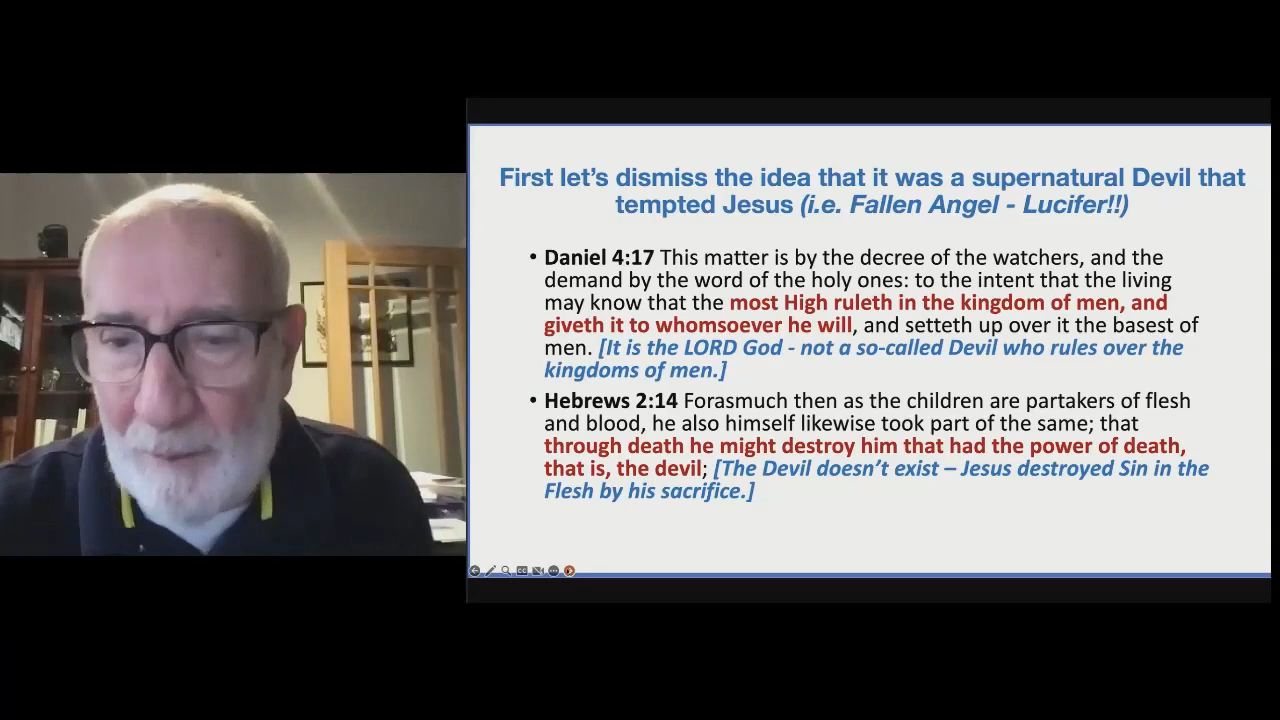 First let’s dismiss the idea that it was a supernatural Devil that
tempted Jesus (i.e. Fallen Angel - Lucifer!!)
• Daniel 4:17 This matter is by the decree of the watchers, and the
demand by the word of the holy ones: to the intent that the living
may know that the most High ruleth in the kingdom of men, and
giveth it to whomsoever he will, and setteth up over it the basest of
men. [It is the LORD God - not a so-called Devil who rules over the
kingdoms of men.]
• Hebrews 2:14 Forasmuch then as the children are partakers of flesh
and blood, he also himself likewise took part of the same; that
through death he might destroy him that had the power of death,
that is, the devil; [The Devil doesn’t exist – Jesus destroyed Sin in the
Flesh by his sacrifice.]